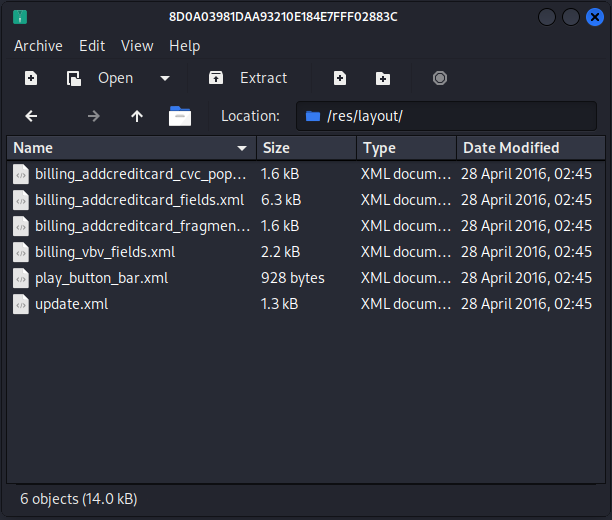 8D0A03981DAA93210E184E7FFF02883C
Archive Edit View Help
Open Extract
Location: /res/layout/
Name Size Type Date Modified
billing_addcreditcard_cvc_pop... 1.6 kB XML docum... 28 April 2016, 02:45
billing_addcreditcard_fields.xml 6.3 kB XML docum... 28 April 2016, 02:45
billing_addcreditcard_fragmen... 1.6 kB XML docum... 28 April 2016, 02:45
billing_vbv_fields.xml 2.2 kB XML docum... 28 April 2016, 02:45
play_button_bar.xml 928 bytes XML docum... 28 April 2016, 02:45
update.xml 1.3 kB XML docum... 28 April 2016, 02:45
6 objects (14.0 kB)